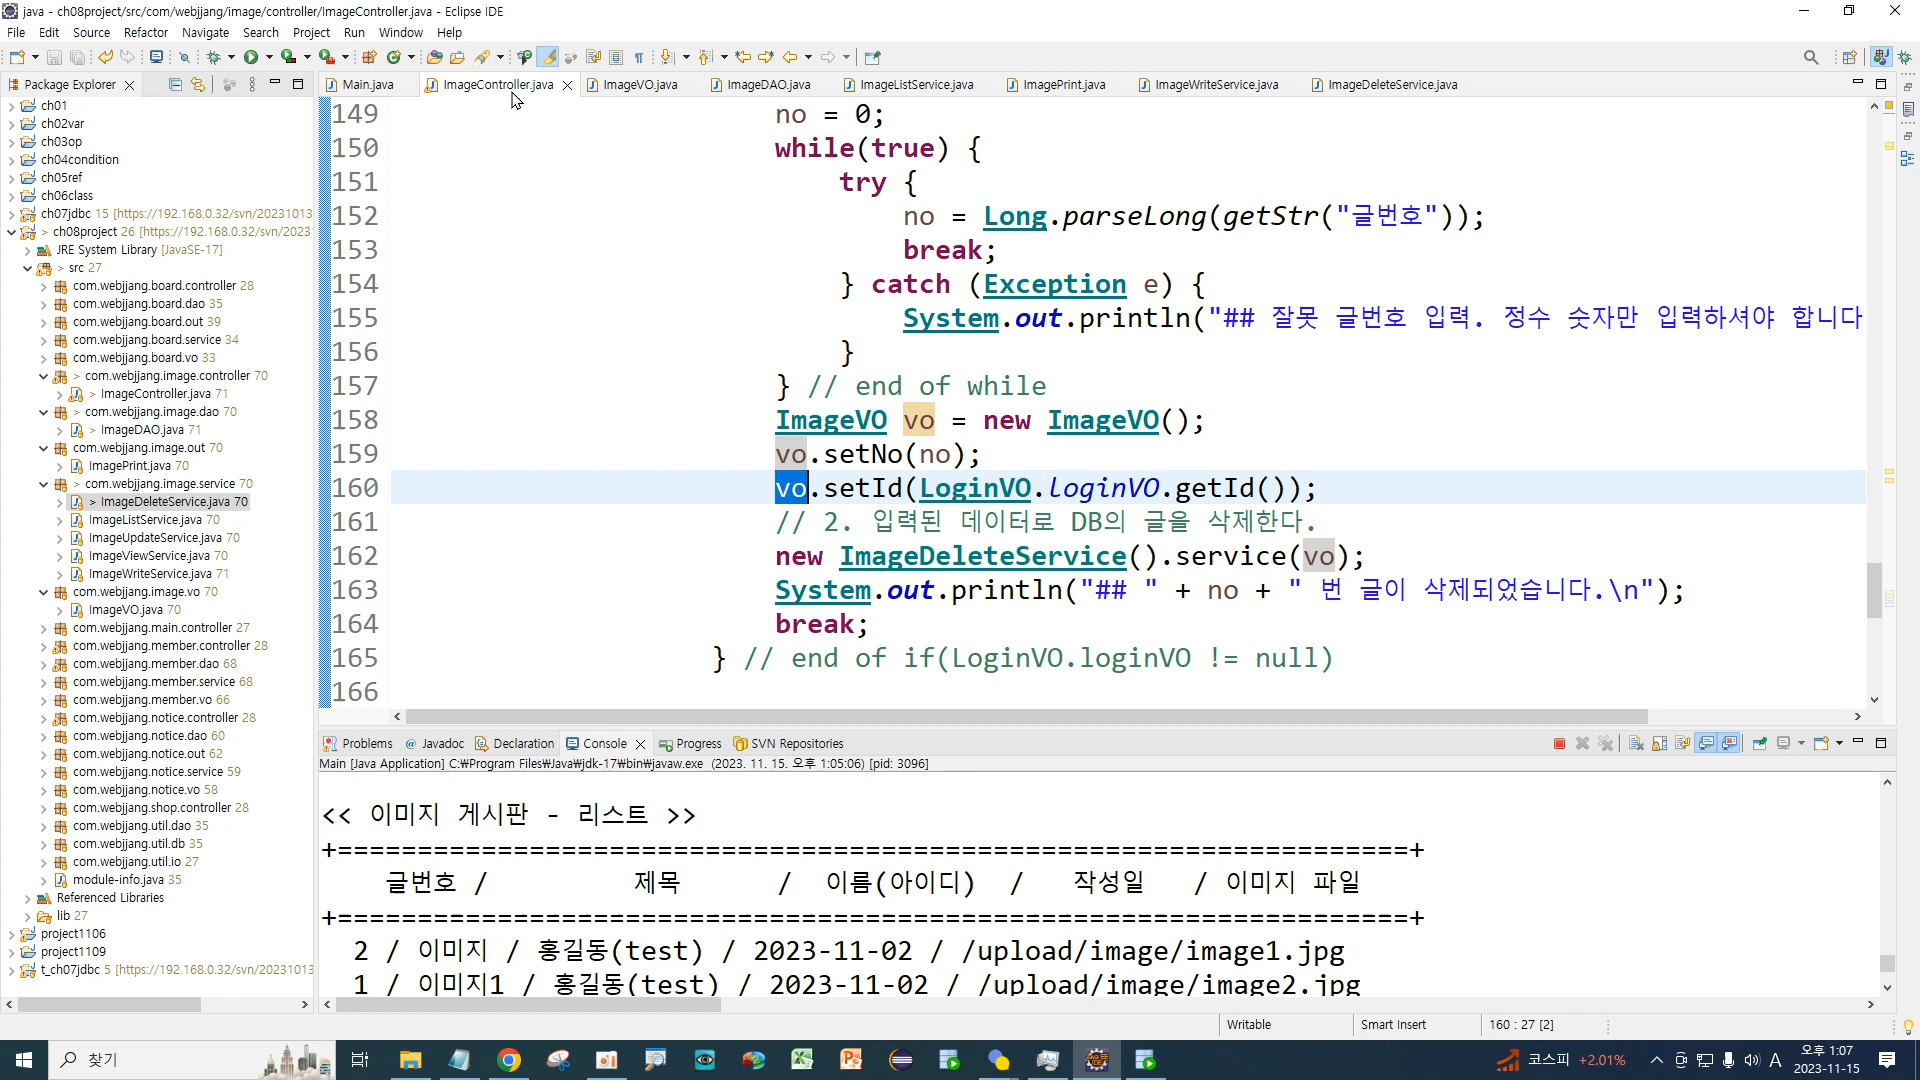 java - ch08project/src/com/webjjang/image/controller/ImageController.java - Eclipse IDE
File Edit Source Refactor Navigate Search Project Run Window Help
Package Explorer
Main.java ImageController.java ImageVO.java ImageDAO.java ImageListService.java ImagePrint.java ImageWriteService.java ImageDeleteService.java
ch01
ch02var
ch03op
ch04condition
ch05ref
ch06class
ch07jdbc 15 [https://192.168.0.32/svn/20231013
> ch08project 26 [https://192.168.0.32/svn/2023
JRE System Library [JavaSE-17]
> src 27
com.webjjang.board.controller 28
com.webjjang.board.dao 35
com.webjjang.board.out 39
com.webjjang.board.service 34
com.webjjang.board.vo 33
> com.webjjang.image.controller 70
> ImageController.java 71
> com.webjjang.image.dao 70
> ImageDAO.java 71
com.webjjang.image.out 70
ImagePrint.java 70
> com.webjjang.image.service 70
> ImageDeleteService.java 70
ImageListService.java 70
ImageUpdateService.java 70
ImageViewService.java 70
ImageWriteService.java 71
com.webjjang.image.vo 70
ImageVO.java 70
com.webjjang.main.controller 27
com.webjjang.member.controller 28
com.webjjang.member.dao 68
com.webjjang.member.service 68
com.webjjang.member.vo 66
com.webjjang.notice.controller 28
com.webjjang.notice.dao 60
com.webjjang.notice.out 62
com.webjjang.notice.service 59
com.webjjang.notice.vo 58
com.webjjang.shop.controller 28
com.webjjang.util.dao 35
com.webjjang.util.db 35
com.webjjang.util.io 27
module-info.java 35
Referenced Libraries
lib 27
project1106
project1109
t_ch07jdbc 5 [https://192.168.0.32/svn/20231013
149 no = 0;
150 while(true) {
151 try {
152 no = Long.parseLong(getStr("글번호"));
153 break;
154 } catch (Exception e) {
155 System.out.println("## 잘못 글번호 입력. 정수 숫자만 입력하셔야 합니다
156 }
157 } // end of while
158 ImageVO vo = new ImageVO();
159 vo.setNo(no);
160 vo.setId(LoginVO.loginVO.getId());
161 // 2. 입력된 데이터로 DB의 글을 삭제한다.
162 new ImageDeleteService().service(vo);
163 System.out.println("## " + no + " 번 글이 삭제되었습니다.\n");
164 break;
165 } // end of if(LoginVO.loginVO != null)
166
Problems @ Javadoc Declaration Console Progress SVN Repositories
Main [Java Application] C:₩Program Files₩Java₩jdk-17₩bin₩javaw.exe (2023. 11. 15. 오후 1:05:06) [pid: 3096]
<< 이미지 게시판 - 리스트 >>
+===================================================================+
글번호 / 제목 / 이름(아이디) / 작성일 / 이미지 파일
+===================================================================+
2 / 이미지 / 홍길동(test) / 2023-11-02 / /upload/image/image1.jpg
1 / 이미지1 / 홍길동(test) / 2023-11-02 / /upload/image/image2.jpg
Writable Smart Insert 160 : 27 [2]
찾기
코스피 +2.01% A 오후 1:07
2023-11-15